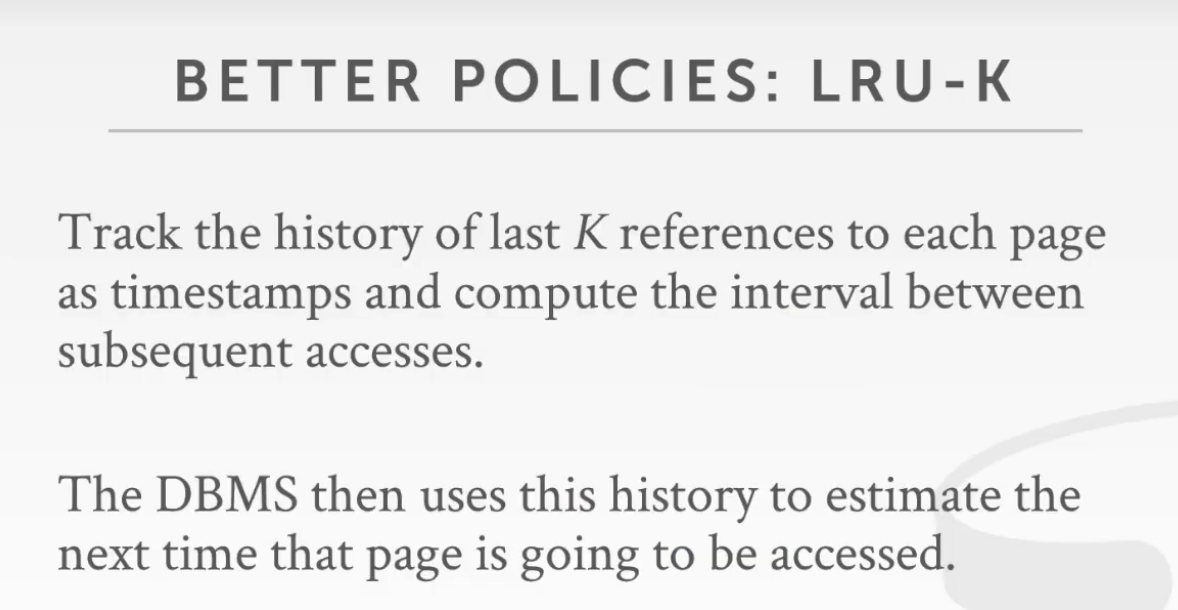 BETTER POLICIES: LRU-K
Track the history of last K references to each page
as timestamps and compute the interval between
subsequent accesses.
The DBMS then uses this history to estimate the
next time that page is going to be accessed.